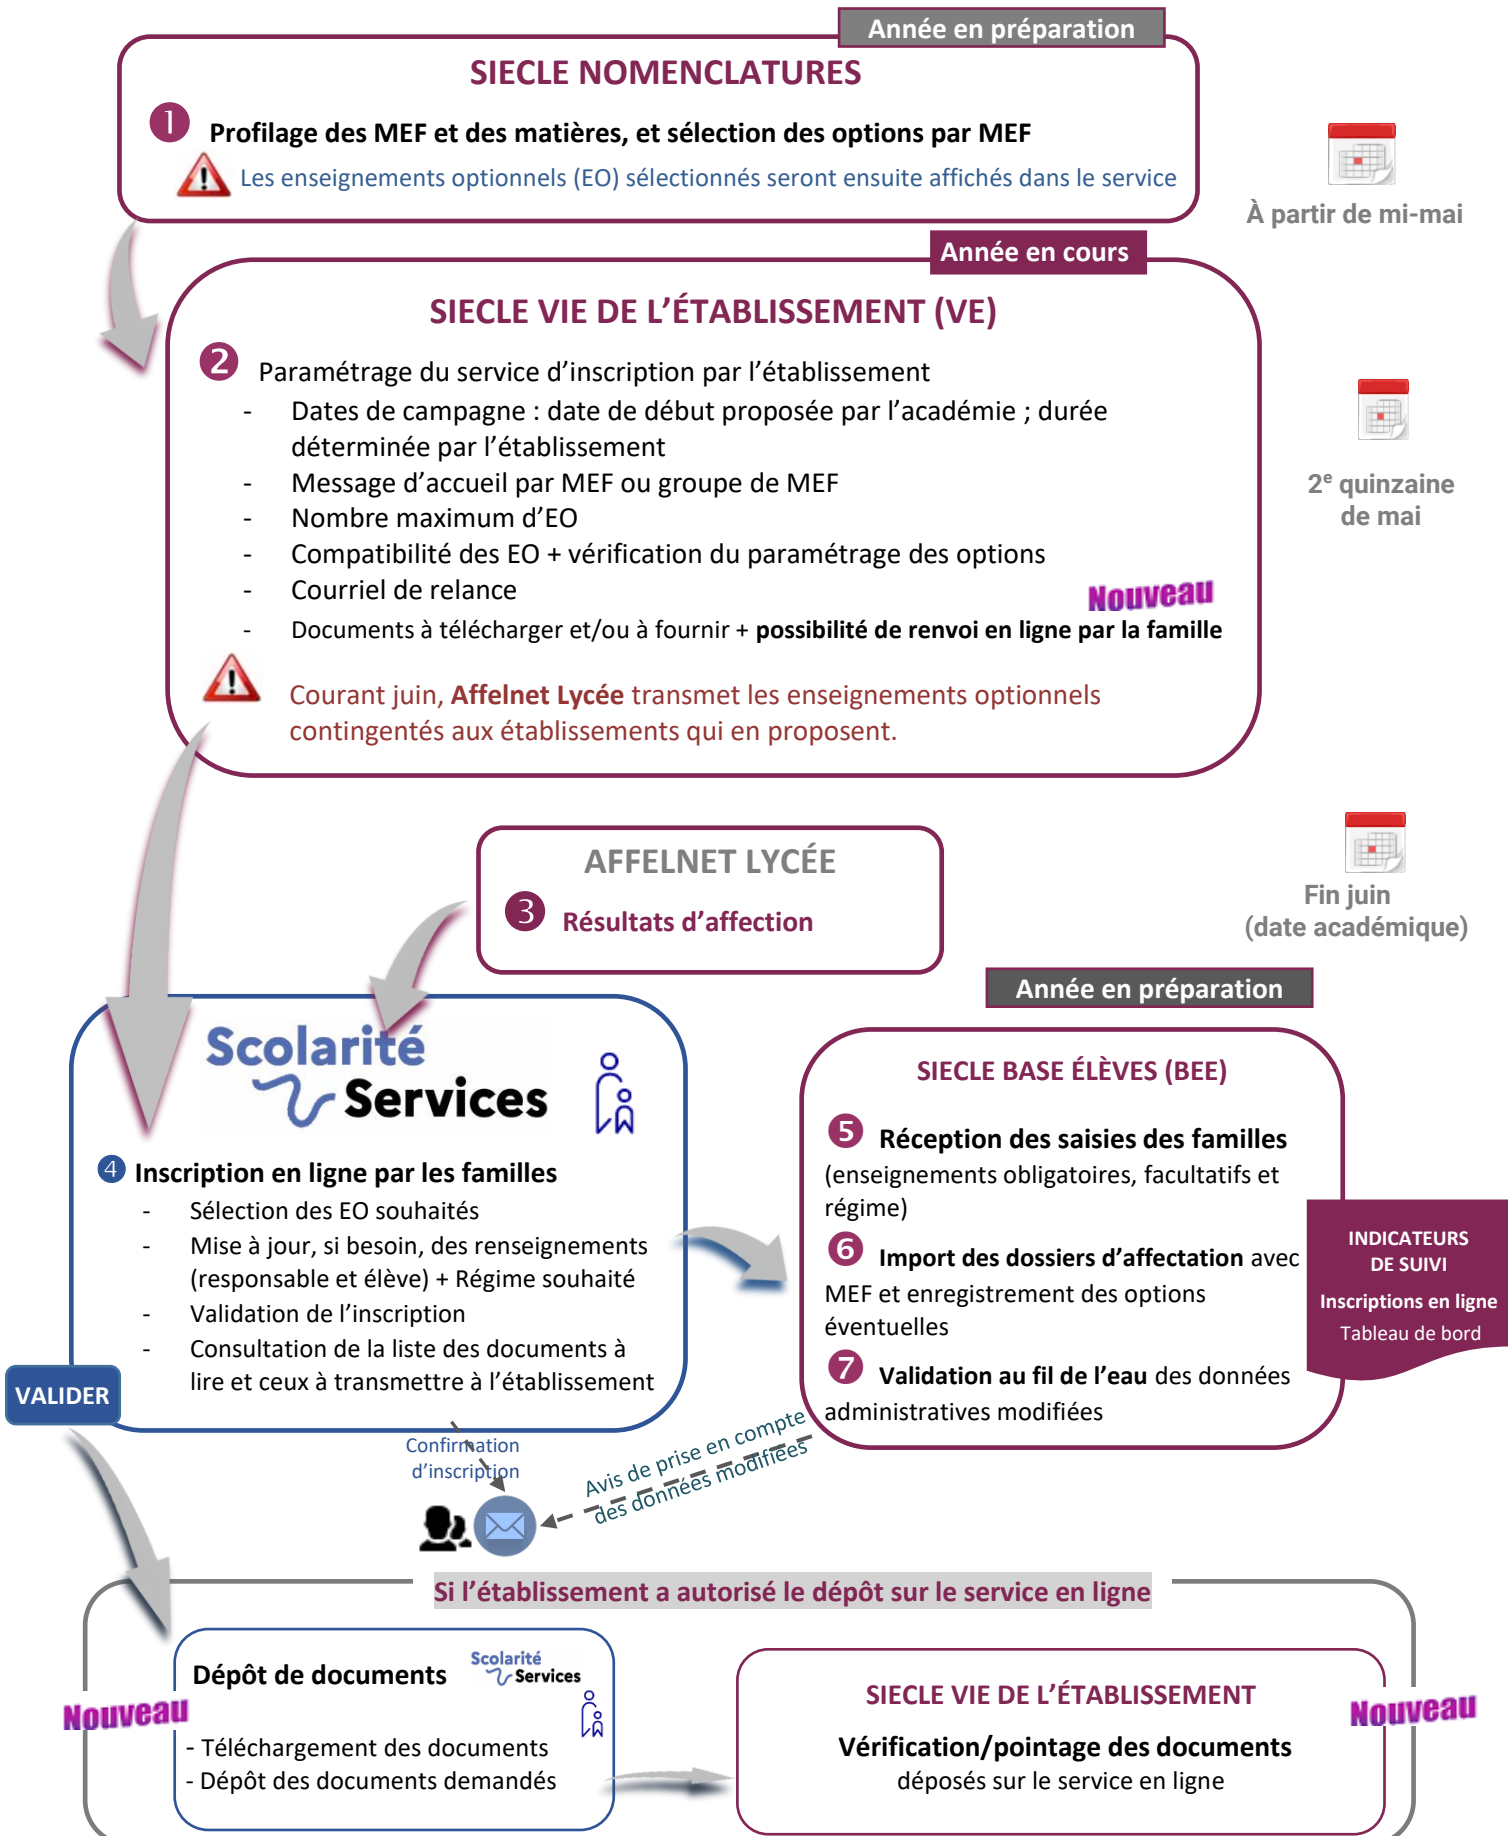 Année en préparation
SIECLE NOMENCLATURES
1 Profilage des MEF et des matières, et sélection des options par MEF
Les enseignements optionnels (EO) sélectionnés seront ensuite affichés dans le service
À partir de mi-mai
Année en cours
SIECLE VIE DE L’ÉTABLISSEMENT (VE)
2 Paramétrage du service d’inscription par l’établissement
- Dates de campagne : date de début proposée par l’académie ; durée
déterminée par l’établissement
- Message d’accueil par MEF ou groupe de MEF
- Nombre maximum d’EO
- Compatibilité des EO + vérification du paramétrage des options
- Courriel de relance
Nouveau
- Documents à télécharger et/ou à fournir + possibilité de renvoi en ligne par la famille
Courant juin, Affelnet Lycée transmet les enseignements optionnels
contingentés aux établissements qui en proposent.
2e quinzaine
de mai
AFFELNET LYCÉE
3 Résultats d’affection
Fin juin
(date académique)
Scolarité
Services
4 Inscription en ligne par les familles
- Sélection des EO souhaités
- Mise à jour, si besoin, des renseignements
(responsable et élève) + Régime souhaité
- Validation de l’inscription
- Consultation de la liste des documents à
lire et ceux à transmettre à l’établissement
VALIDER
Année en préparation
SIECLE BASE ÉLÈVES (BEE)
5 Réception des saisies des familles
(enseignements obligatoires, facultatifs et
régime)
6 Import des dossiers d’affectation avec
MEF et enregistrement des options
éventuelles
7 Validation au fil de l’eau des données
administratives modifiées
INDICATEURS
DE SUIVI
Inscriptions en ligne
Tableau de bord
Confirmation
d’inscription
Avis de prise en compte
des données modifiées
Si l’établissement a autorisé le dépôt sur le service en ligne
Dépôt de documents
Scolarité
Services
Nouveau
- Téléchargement des documents
- Dépôt des documents demandés
SIECLE VIE DE L’ÉTABLISSEMENT
Nouveau
Vérification/pointage des documents
déposés sur le service en ligne